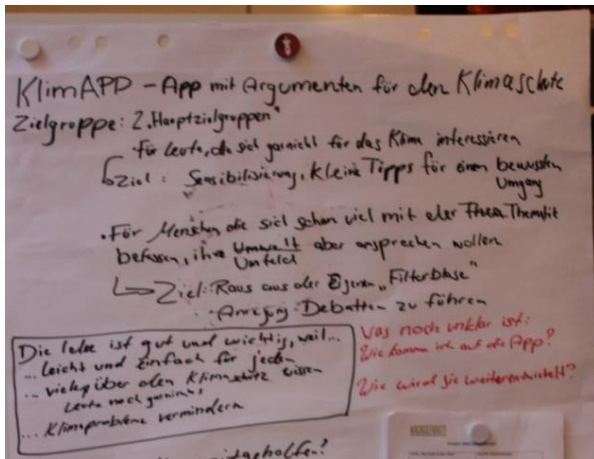 KlimAPP - App mit Argumenten für den Klimaschutz
Zielgruppe: 2 „Hauptzielgruppen"
Für Leute, die sich garnicht für das Klima interessieren
Ziel: Sensibilisierung, kleine Tipps für einen bewussten
Umgang
• Für Menschen die sich schon viel mit der Thematik
befassen, ihre Umwelt aber ansprechen wollen
Umfeld
Ziel: Raus aus der Eigenen „Filterblase"
- Anregung: Debatten zu führen
Die Idee ist gut und wichtig, weil...
... leicht und einfach für jeden
... vieles über den Klimaschutz wissen
Leute noch garnichts
... Klimaprobleme vermindern
Was noch unklar ist:
Wie komme ich auf die App?
Wie wird sie weiterentwickelt?
mitgeholfen?